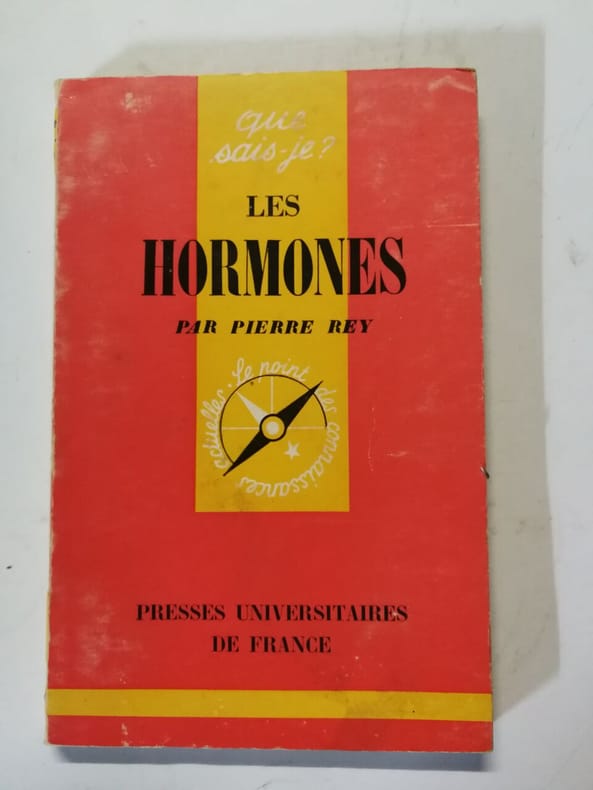 que
sais-je?
LES
HORMONES
PAR PIERRE REY
Le point des connaissances actuelles.
PRESSES UNIVERSITAIRES
DE FRANCE